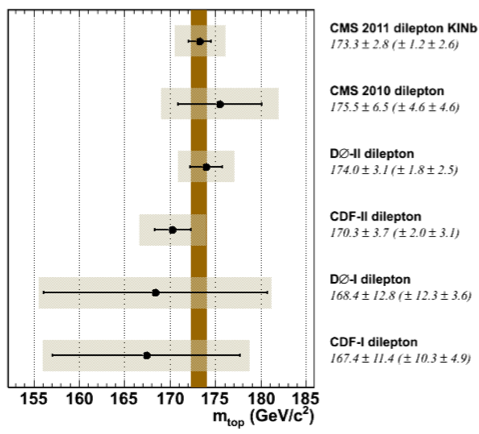 CMS 2011 dilepton KINb
173.3 ± 2.8 (± 1.2 ± 2.6)
CMS 2010 dilepton
175.5 ± 6.5 (± 4.6 ± 4.6)
DØ-II dilepton
174.0 ± 3.1 (± 1.8 ± 2.5)
CDF-II dilepton
170.3 ± 3.7 (± 2.0 ± 3.1)
DØ-I dilepton
168.4 ± 12.8 (± 12.3 ± 3.6)
CDF-I dilepton
167.4 ± 11.4 (± 10.3 ± 4.9)
155 160 165 170 175 180 185
m_top (GeV/c²)